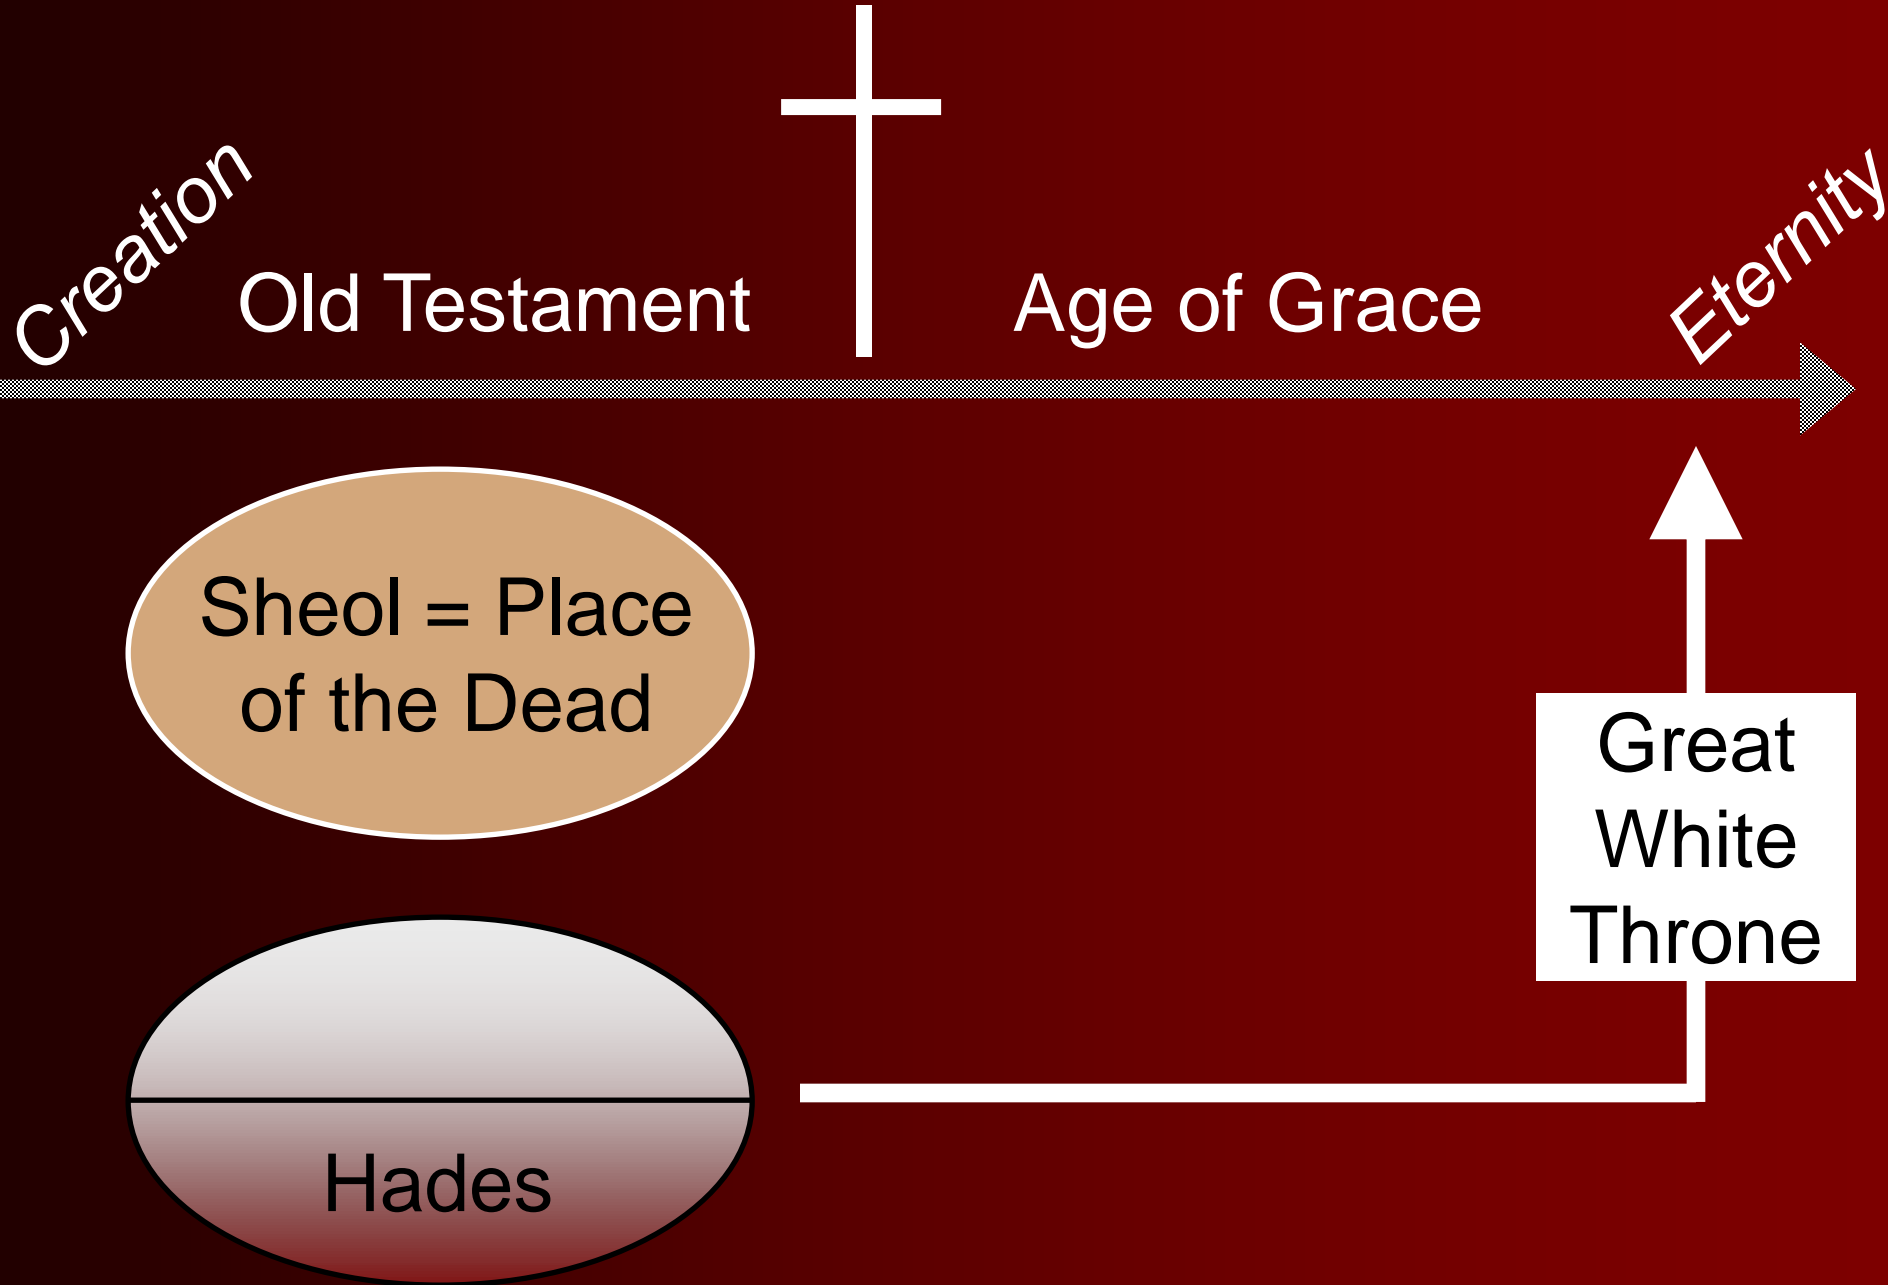 Creation
Old Testament
Age of Grace
Eternity
Sheol = Place
of the Dead
Great
White
Throne
Hades